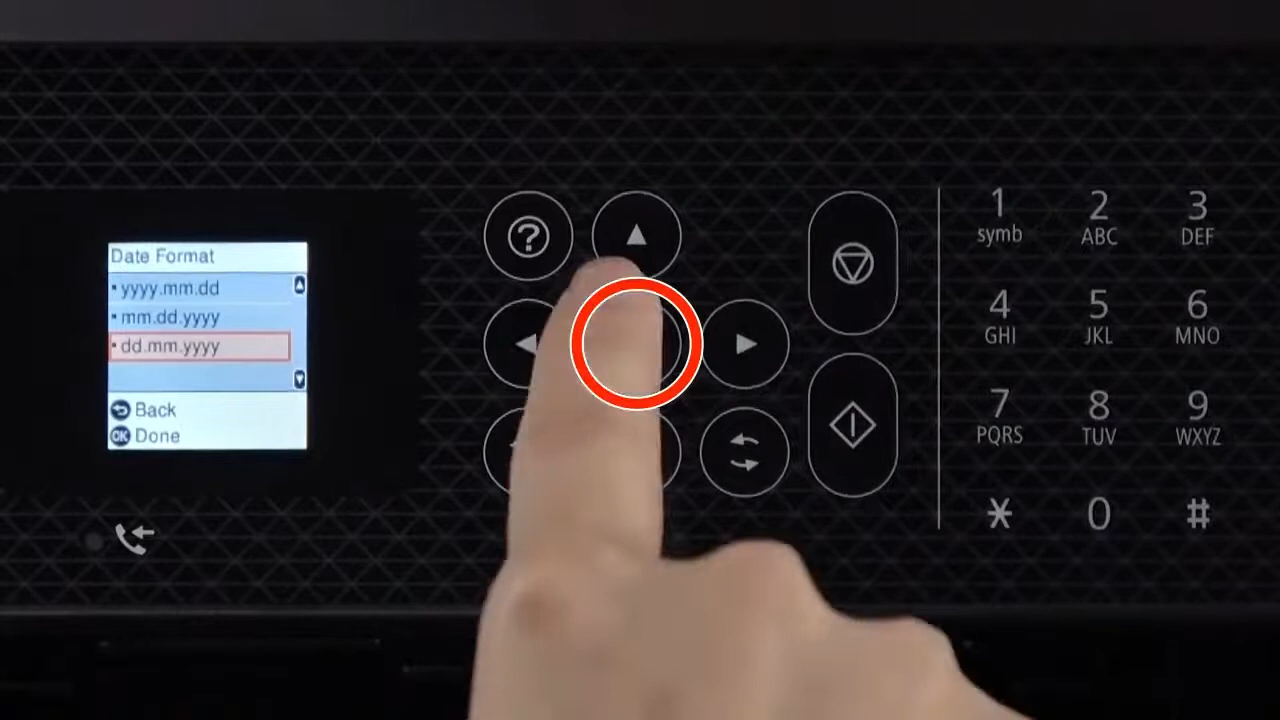 Date Format
yyyy.mm.dd
mm.dd.yyyy
dd.mm.yyyy
Back
OK Done
?
1
symb
2
ABC
3
DEF
4
GHI
5
JKL
6
MNO
7
PQRS
8
TUV
9
WXYZ
*
0
#